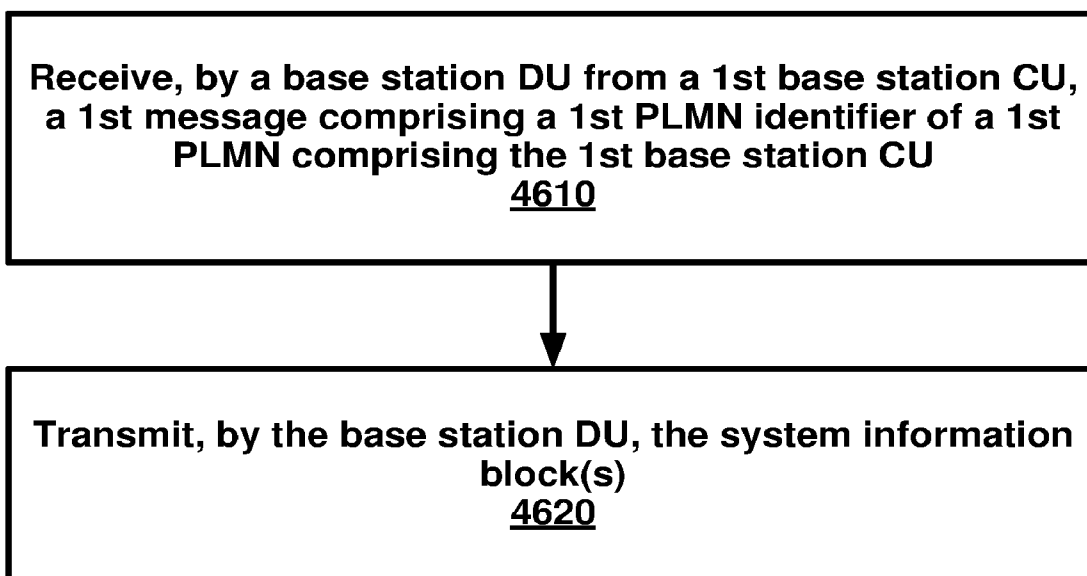 Receive, by a base station DU from a 1st base station CU,
a 1st message comprising a 1st PLMN identifier of a 1st
PLMN comprising the 1st base station CU
4610
Transmit, by the base station DU, the system information
block(s)
4620